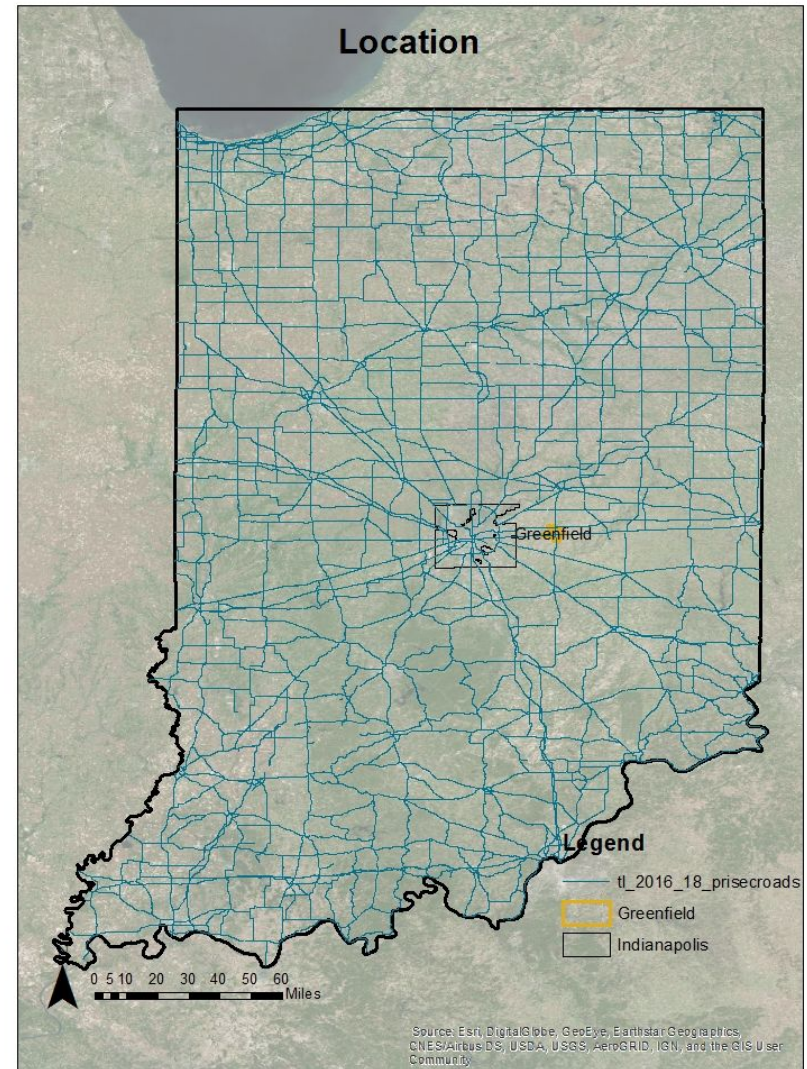 Location
Greenfield
Legend
tl_2016_18_prisecroads
Greenfield
Indianapolis
0 5 10 20 30 40 50 60
Miles
Source: Esri, DigitalGlobe, GeoEye, Earthstar Geographics,
CNES/Airbus DS, USDA, USGS, AeroGRID, IGN, and the GIS User
Community